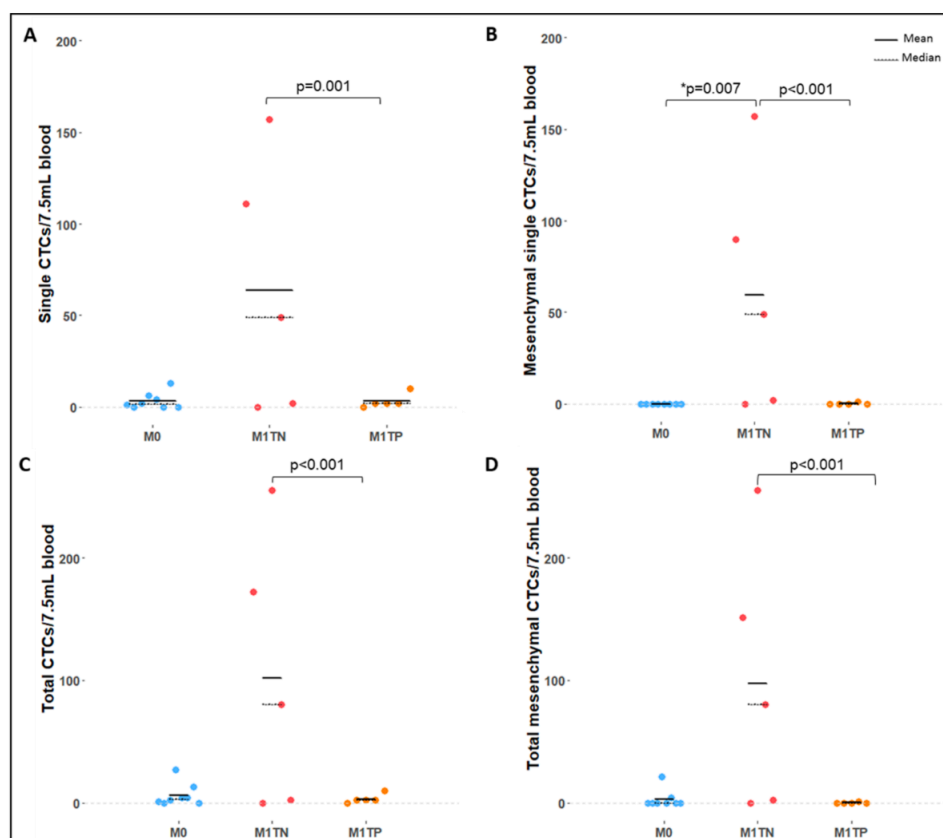 A
Single CTCs/7.5mL blood
200
150
100
50
0
p=0.001
M0 M1TN M1TP
B
Mesenchymal single CTCs/7.5mL blood
200
150
100
50
0
Mean
Median
*p=0.007 p<0.001
M0 M1TN M1TP
C
Total CTCs/7.5mL blood
200
100
0
p<0.001
M0 M1TN M1TP
D
Total mesenchymal CTCs/7.5mL blood
200
100
0
p<0.001
M0 M1TN M1TP